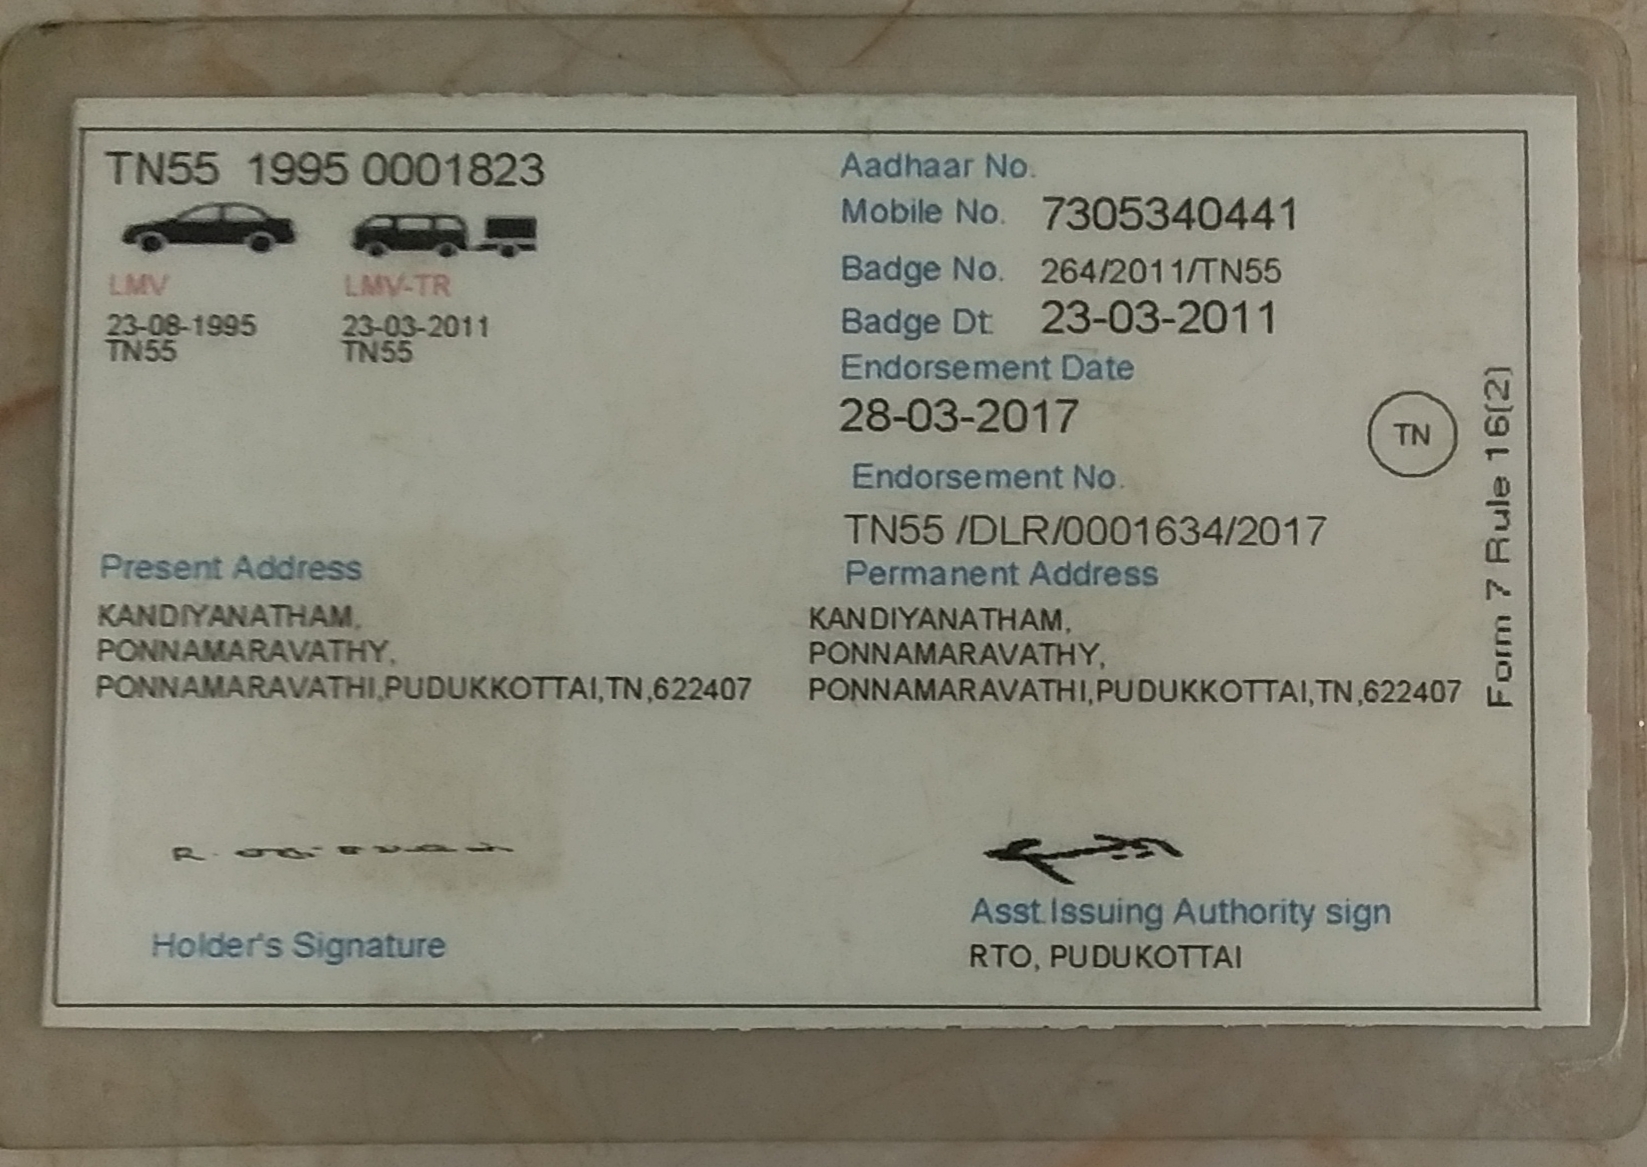 TN55 1995 0001823
LMV LMV-TR
23-08-1995 23-03-2011
TN55 TN55
Aadhaar No.
Mobile No. 7305340441
Badge No. 264/2011/TN55
Badge Dt 23-03-2011
Endorsement Date
28-03-2017
Endorsement No.
TN55 /DLR/0001634/2017
TN
Form 7 Rule 16(2)
Present Address
KANDIYANATHAM,
PONNAMARAVATHY,
PONNAMARAVATHI,PUDUKKOTTAI,TN,622407
Permanent Address
KANDIYANATHAM,
PONNAMARAVATHY,
PONNAMARAVATHI,PUDUKKOTTAI,TN,622407
R.
Holder's Signature
Asst.Issuing Authority sign
RTO, PUDUKOTTAI